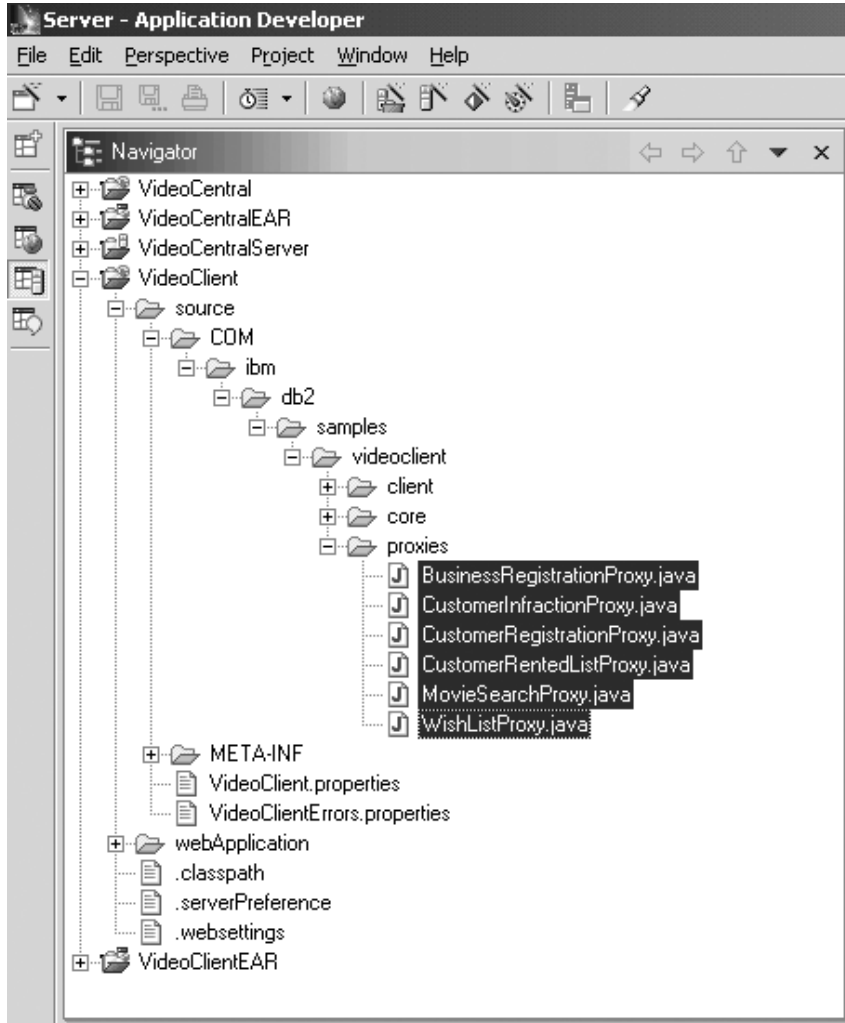 Server - Application Developer
File Edit Perspective Project Window Help
Navigator
VideoCentral
VideoCentralEAR
VideoCentralServer
VideoClient
source
COM
ibm
db2
samples
videoclient
client
core
proxies
BusinessRegistrationProxy.java
CustomerInfractionProxy.java
CustomerRegistrationProxy.java
CustomerRentedListProxy.java
MovieSearchProxy.java
WishListProxy.java
META-INF
VideoClient.properties
VideoClientErrors.properties
webApplication
.classpath
.serverPreference
.websettings
VideoClientEAR